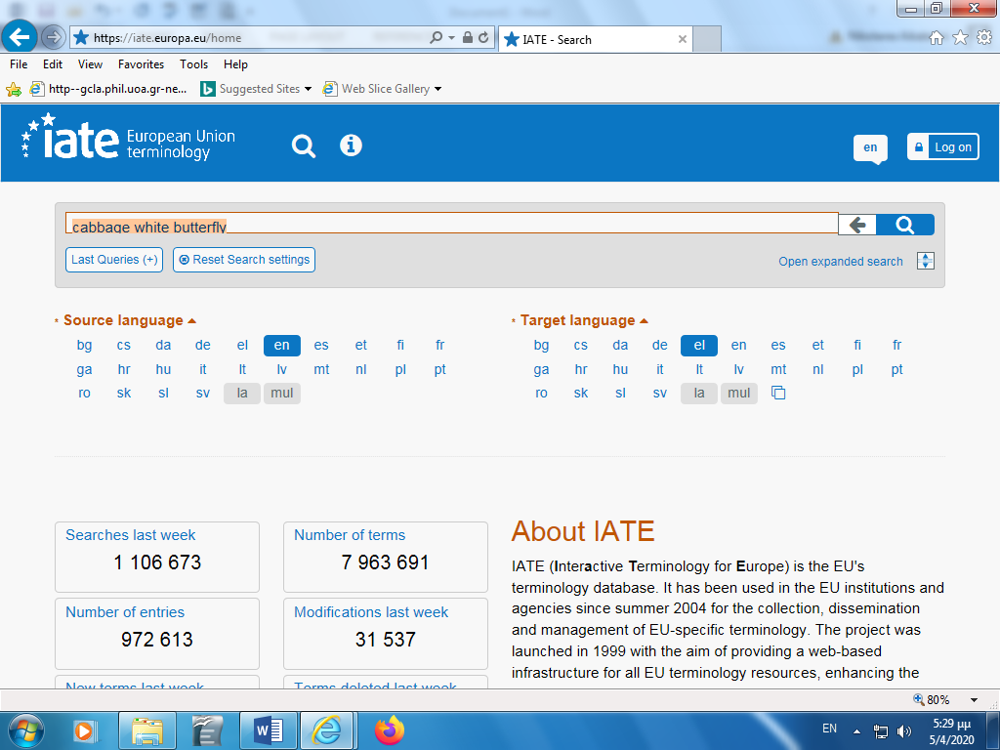 https://iate.europa.eu/home
IATE - Search
File Edit View Favorites Tools Help
http--gcla.phil.uoa.gr-ne... Suggested Sites Web Slice Gallery
iate European Union terminology
en Log on
cabbage white butterfly
Last Queries (+) Reset Search settings Open expanded search
* Source language
bg cs da de el en es et fi fr
ga hr hu it lt lv mt nl pl pt
ro sk sl sv la mul
* Target language
bg cs da de el en es et fi fr
ga hr hu it lt lv mt nl pl pt
ro sk sl sv la mul
Searches last week
1 106 673
Number of terms
7 963 691
Number of entries
972 613
Modifications last week
31 537
New terms last week
Terms deleted last week
About IATE
IATE (Interactive Terminology for Europe) is the EU's
terminology database. It has been used in the EU institutions and
agencies since summer 2004 for the collection, dissemination
and management of EU-specific terminology. The project was
launched in 1999 with the aim of providing a web-based
infrastructure for all EU terminology resources, enhancing the
80%
EN
5:29 μμ
5/4/2020